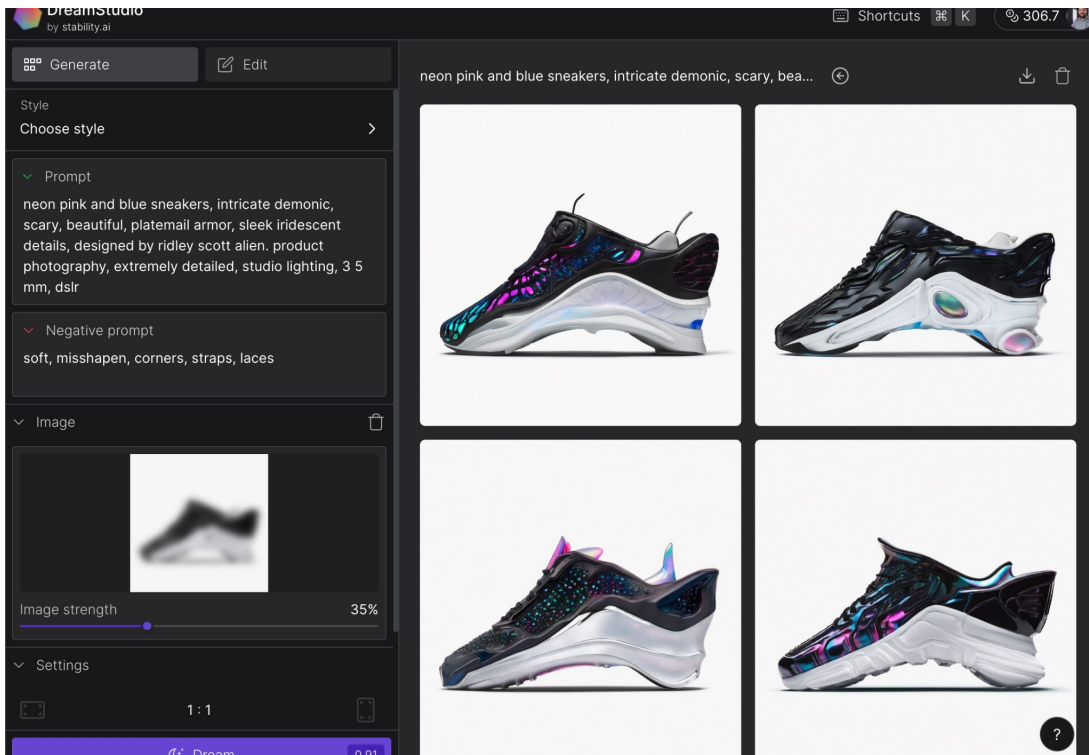 DreamStudio
by stability.ai
Shortcuts ⌘ K
306.7
Generate
Edit
Style
Choose style
Prompt
neon pink and blue sneakers, intricate demonic,
scary, beautiful, platemail armor, sleek iridescent
details, designed by ridley scott alien. product
photography, extremely detailed, studio lighting, 3 5
mm, dslr
Negative prompt
soft, misshapen, corners, straps, laces
Image
Image strength 35%
Settings
1 : 1
Dream 0.91
neon pink and blue sneakers, intricate demonic, scary, bea...
?